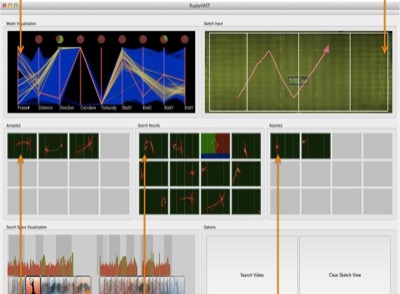 RugbyVAST
Model Visualization
Sketch Input
Frame# Distance Direction Curvature Tortuosity StartX EndX StartY EndY
Accepted
Search Results
Rejected
Search Space Visualization
Options
Search Video
Clear Sketch View